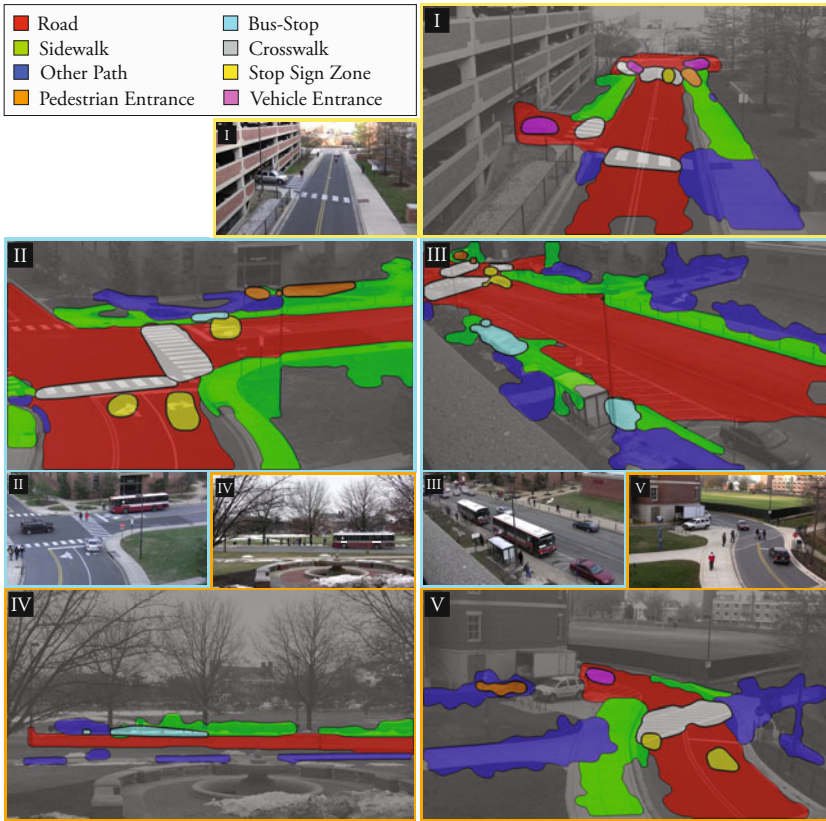 Road Bus-Stop
Sidewalk Crosswalk
Other Path Stop Sign Zone
Pedestrian Entrance Vehicle Entrance
I
I
II
III
II
IV
III
V
IV
V